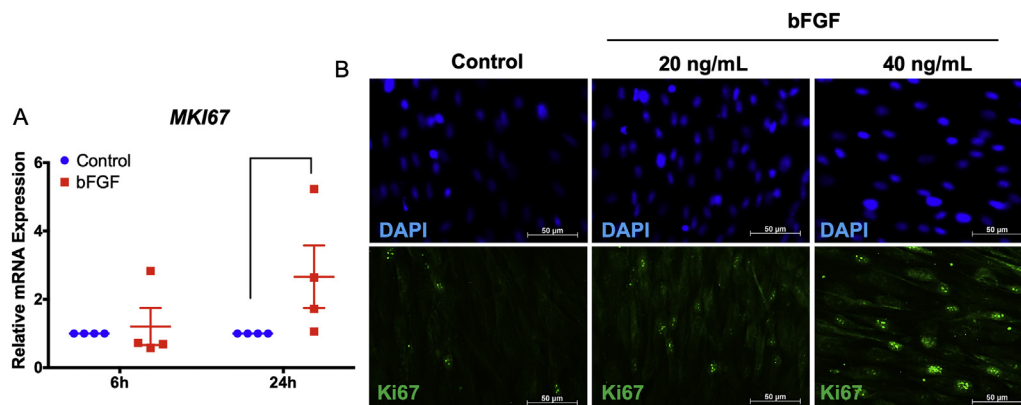 A
MKI67
Relative mRNA Expression
6
4
2
0
Control
bFGF
6h
24h
B
bFGF
Control
20 ng/mL
40 ng/mL
DAPI
50 µm
DAPI
50 µm
DAPI
50 µm
Ki67
50 µm
Ki67
50 µm
Ki67
50 µm